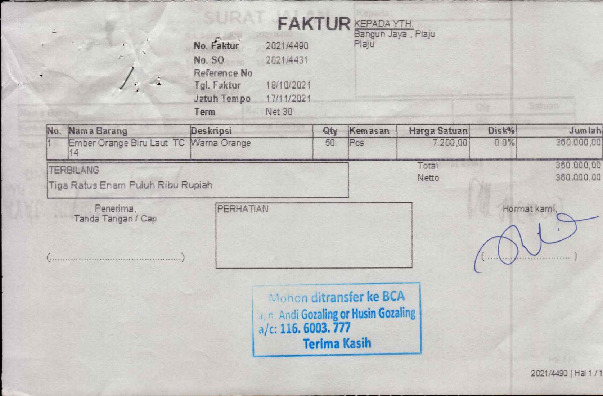 FAKTUR
KEPADA YTH.
Bangun Jaya , Plaju
Plaju
No. Faktur 2021/4490
No. SO 2021/4431
Reference No
Tgl. Faktur 18/10/2021
Jatuh Tempo 17/11/2021
Term Net 30
No. Nama Barang Deskripsi Qty Kemasan Harga Satuan Disk% Jumlah
1 Ember Orange Biru Laut TC 14 Warna Orange 50 Pcs 7.200,00 0.0% 360.000,00
TERBILANG
Tiga Ratus Enam Puluh Ribu Rupiah
Total 360.000,00
Netto 360.000,00
Penerima,
Tanda Tangan / Cap
PERHATIAN
Hormat kami,
(..............................)
(..............................)
Mohon ditransfer ke BCA
a.n. Andi Gozaling or Husin Gozaling
a/c: 116. 6003. 777
Terima Kasih
2021/4490 | Hal 1 / 1